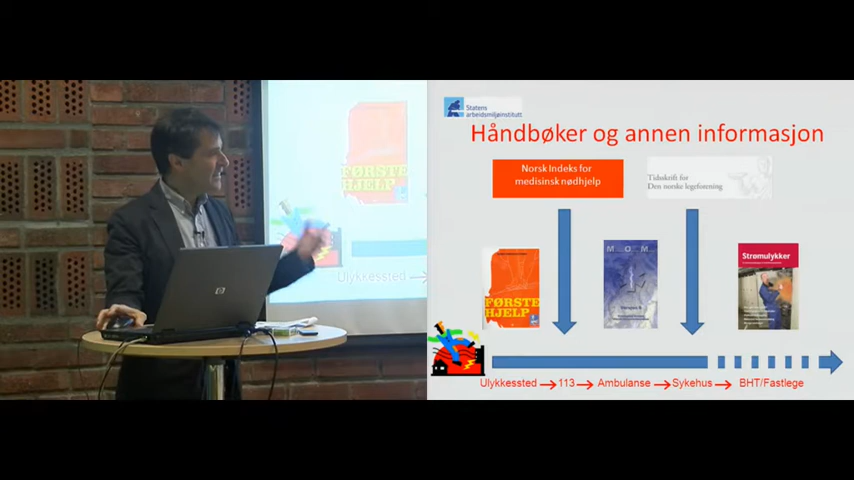 Statens
arbeidsmiljøinstitutt
Håndbøker og annen informasjon
Norsk Indeks for
medisinsk nødhjelp
Tidsskrift for
Den norske legeforening
FØRSTE
HJELP
M O M
Strømulykker
FØRSTE
HJELP
Ulykkessted
hp
Ulykkessted → 113 → Ambulanse → Sykehus → BHT/Fastlege